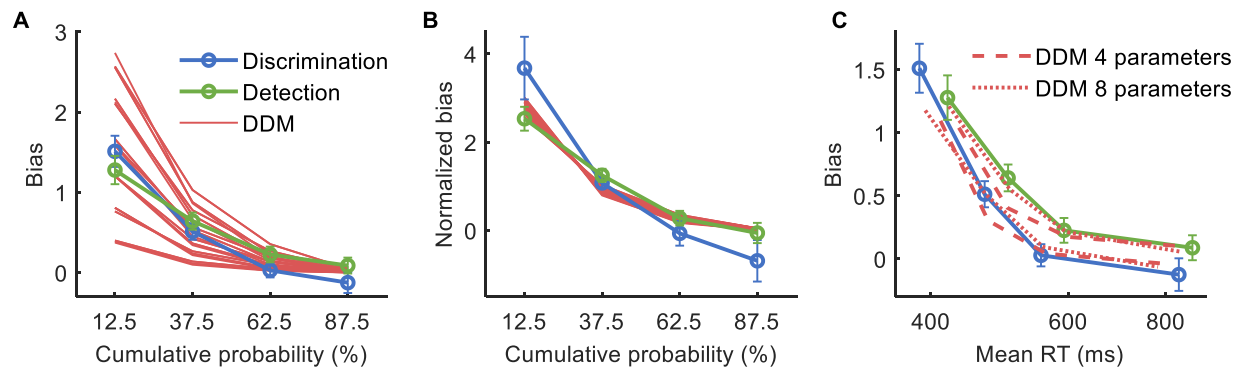 A
Bias
3
2
1
0
Discrimination
Detection
DDM
12.5 37.5 62.5 87.5
Cumulative probability (%)
B
Normalized bias
4
2
0
12.5 37.5 62.5 87.5
Cumulative probability (%)
C
Bias
1.5
1
0.5
0
DDM 4 parameters
DDM 8 parameters
400 600 800
Mean RT (ms)